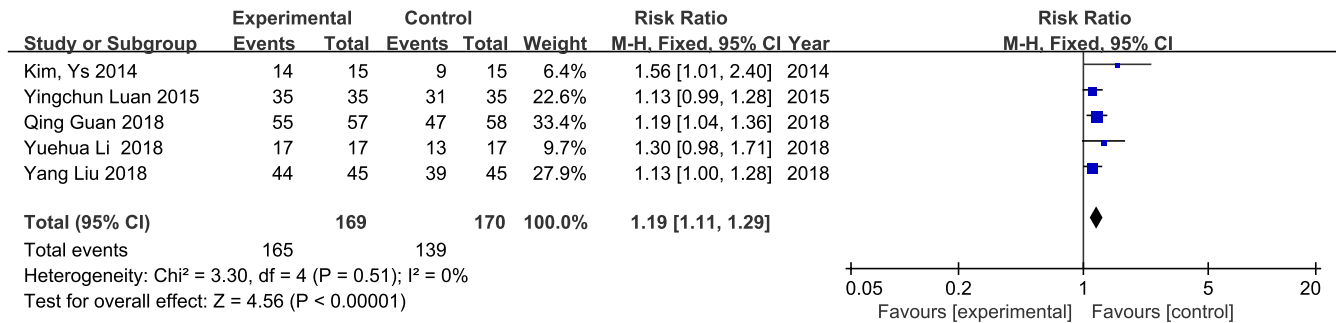 Experimental Control Risk Ratio Risk Ratio
Study or Subgroup Events Total Events Total Weight M-H, Fixed, 95% CI Year M-H, Fixed, 95% CI
Kim, Ys 2014 14 15 9 15 6.4% 1.56 [1.01, 2.40] 2014
Yingchun Luan 2015 35 35 31 35 22.6% 1.13 [0.99, 1.28] 2015
Qing Guan 2018 55 57 47 58 33.4% 1.19 [1.04, 1.36] 2018
Yuehua Li 2018 17 17 13 17 9.7% 1.30 [0.98, 1.71] 2018
Yang Liu 2018 44 45 39 45 27.9% 1.13 [1.00, 1.28] 2018
Total (95% CI) 169 170 100.0% 1.19 [1.11, 1.29]
Total events 165 139
Heterogeneity: Chi² = 3.30, df = 4 (P = 0.51); I² = 0%
Test for overall effect: Z = 4.56 (P < 0.00001)
0.05 0.2 1 5 20
Favours [experimental] Favours [control]